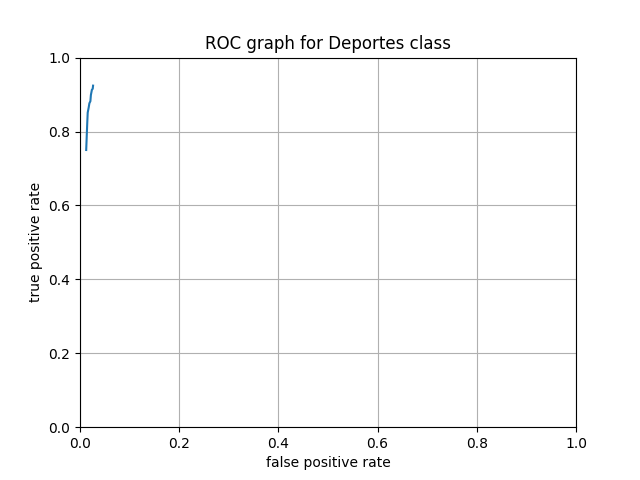 ROC graph for Deportes class
1.0
0.8
0.6
0.4
0.2
0.0
true positive rate
0.0 0.2 0.4 0.6 0.8 1.0
false positive rate